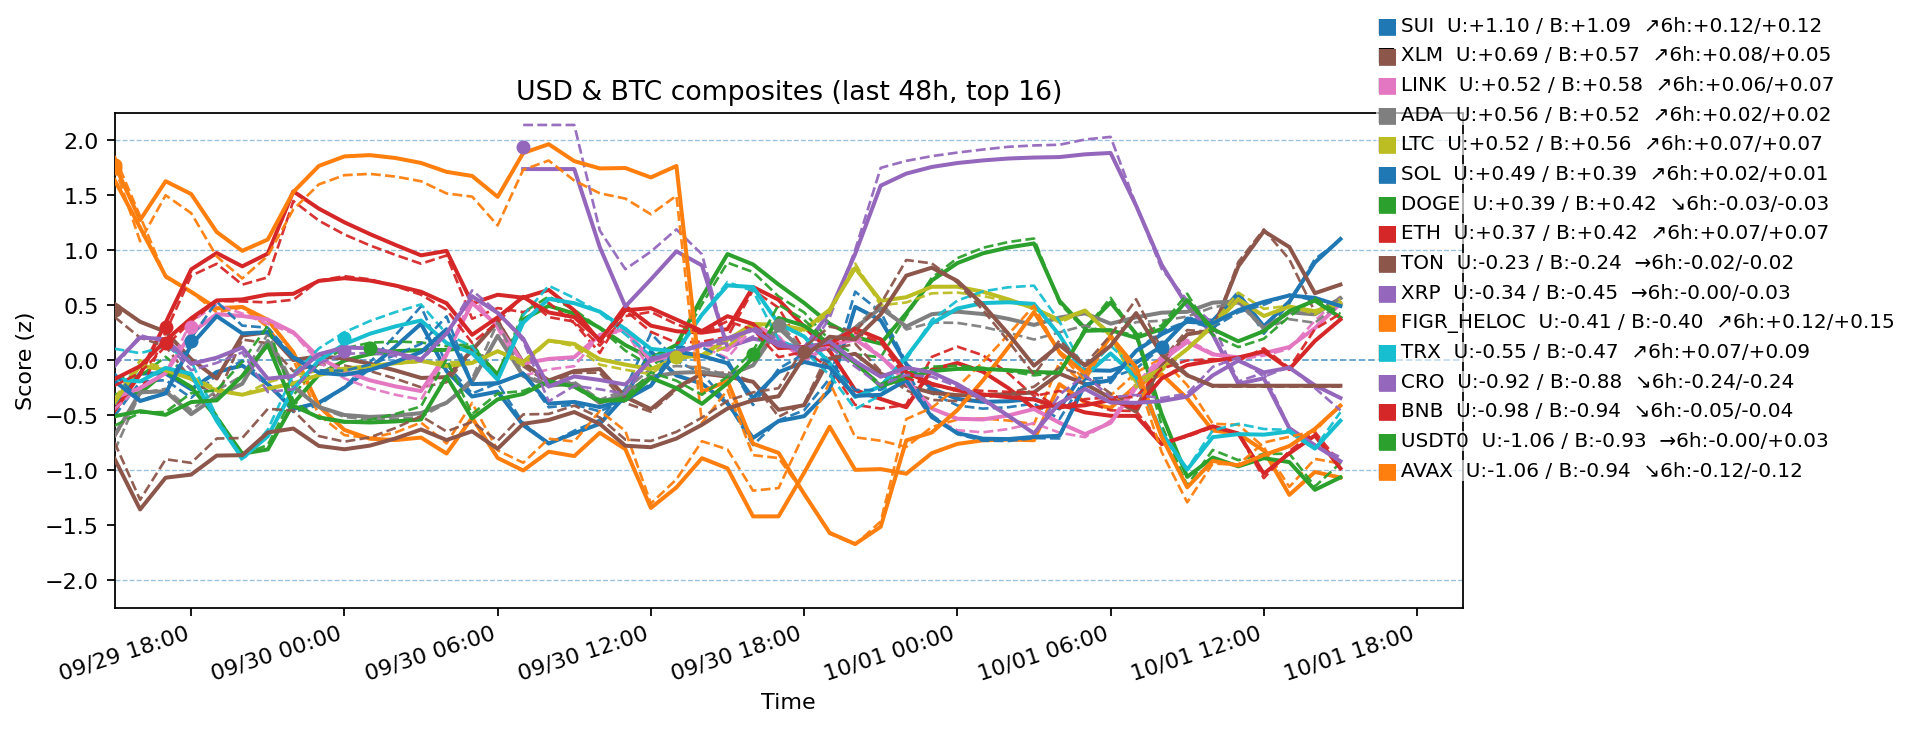 SUI U:+1.10 / B:+1.09 ↗6h:+0.12/+0.12
XLM U:+0.69 / B:+0.57 ↗6h:+0.08/+0.05
LINK U:+0.52 / B:+0.58 ↗6h:+0.06/+0.07
ADA U:+0.56 / B:+0.52 ↗6h:+0.02/+0.02
LTC U:+0.52 / B:+0.56 ↗6h:+0.07/+0.07
SOL U:+0.49 / B:+0.39 ↗6h:+0.02/+0.01
DOGE U:+0.39 / B:+0.42 ↘6h:-0.03/-0.03
ETH U:+0.37 / B:+0.42 ↗6h:+0.07/+0.07
TON U:-0.23 / B:-0.24 →6h:-0.02/-0.02
XRP U:-0.34 / B:-0.45 →6h:-0.00/-0.03
FIGR_HELOC U:-0.41 / B:-0.40 ↗6h:+0.12/+0.15
TRX U:-0.55 / B:-0.47 ↗6h:+0.07/+0.09
CRO U:-0.92 / B:-0.88 ↘6h:-0.24/-0.24
BNB U:-0.98 / B:-0.94 ↘6h:-0.05/-0.04
USDT0 U:-1.06 / B:-0.93 →6h:-0.00/+0.03
AVAX U:-1.06 / B:-0.94 ↘6h:-0.12/-0.12
USD & BTC composites (last 48h, top 16)
Score (z)
2.0
1.5
1.0
0.5
0.0
−0.5
−1.0
−1.5
−2.0
09/29 18:00
09/30 00:00
09/30 06:00
09/30 12:00
09/30 18:00
10/01 00:00
10/01 06:00
10/01 12:00
10/01 18:00
Time